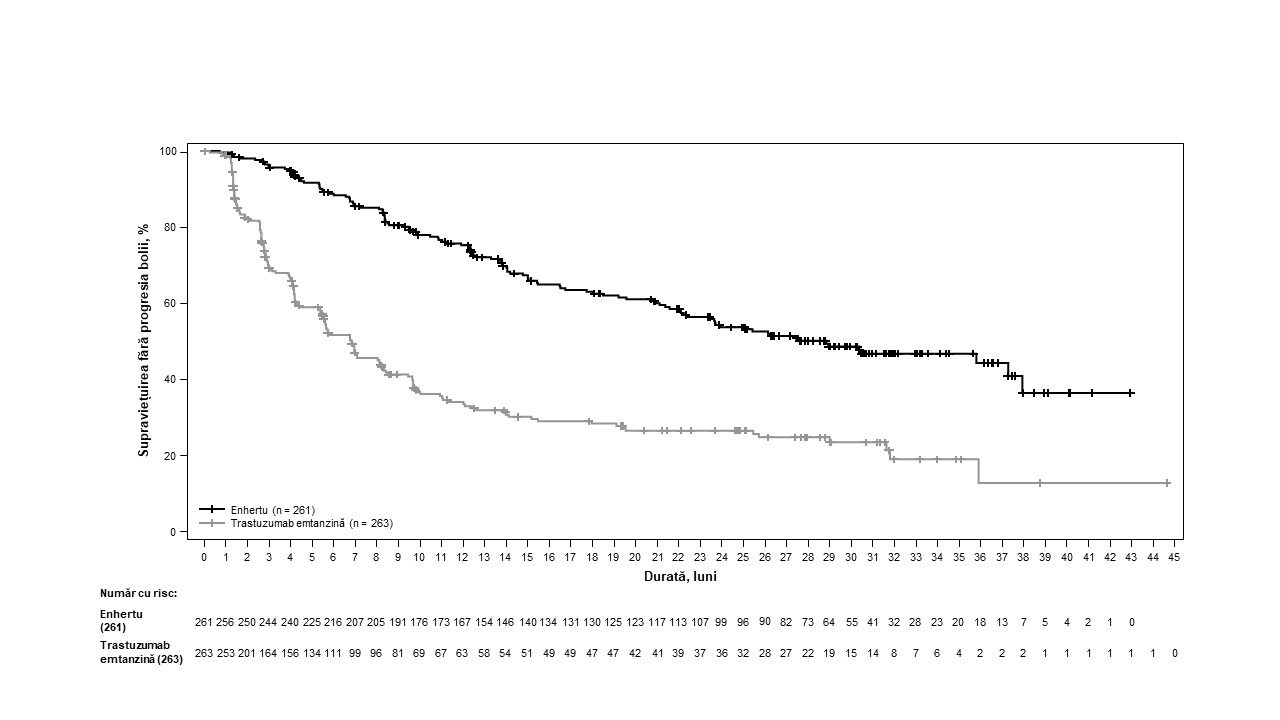 100
80
60
40
20
0
Supraviețuirea fără progresia bolii, %
Enhertu (n = 261)
Trastuzumab emtanzină (n = 263)
0 1 2 3 4 5 6 7 8 9 10 11 12 13 14 15 16 17 18 19 20 21 22 23 24 25 26 27 28 29 30 31 32 33 34 35 36 37 38 39 40 41 42 43 44 45
Durată, luni
Număr cu risc:
Enhertu
(261)
261 256 250 244 240 225 216 207 205 191 176 173 167 154 146 140 134 131 130 125 123 117 113 107 99 96 90 82 73 64 55 41 32 28 23 20 18 13 7 5 4 2 1 0
Trastuzumab
emtanzină (263)
263 253 201 164 156 134 111 99 96 81 69 67 63 58 54 51 49 49 47 47 42 41 39 37 36 32 28 27 22 19 15 14 8 7 6 4 2 2 2 1 1 1 1 1 1 0